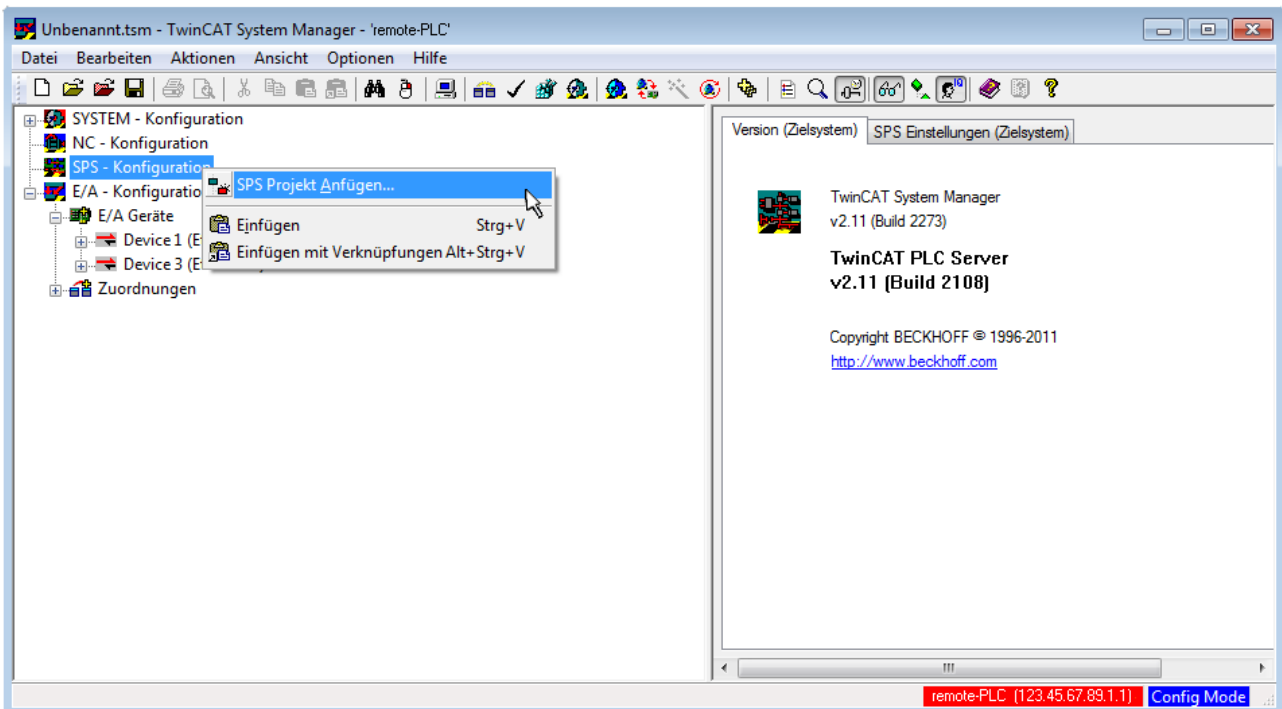 Unbenannt.tsm - TwinCAT System Manager - 'remote-PLC'
Datei Bearbeiten Aktionen Ansicht Optionen Hilfe
SYSTEM - Konfiguration
NC - Konfiguration
SPS - Konfiguration
E/A - Konfiguratio
E/A Geräte
Device 1 (E
Device 3 (E
Zuordnungen
SPS Projekt Anfügen...
Einfügen Strg+V
Einfügen mit Verknüpfungen Alt+Strg+V
Version (Zielsystem) SPS Einstellungen (Zielsystem)
TwinCAT System Manager
v2.11 (Build 2273)
TwinCAT PLC Server
v2.11 (Build 2108)
Copyright BECKHOFF © 1996-2011
http://www.beckhoff.com
remote-PLC (123.45.67.89.1.1) Config Mode